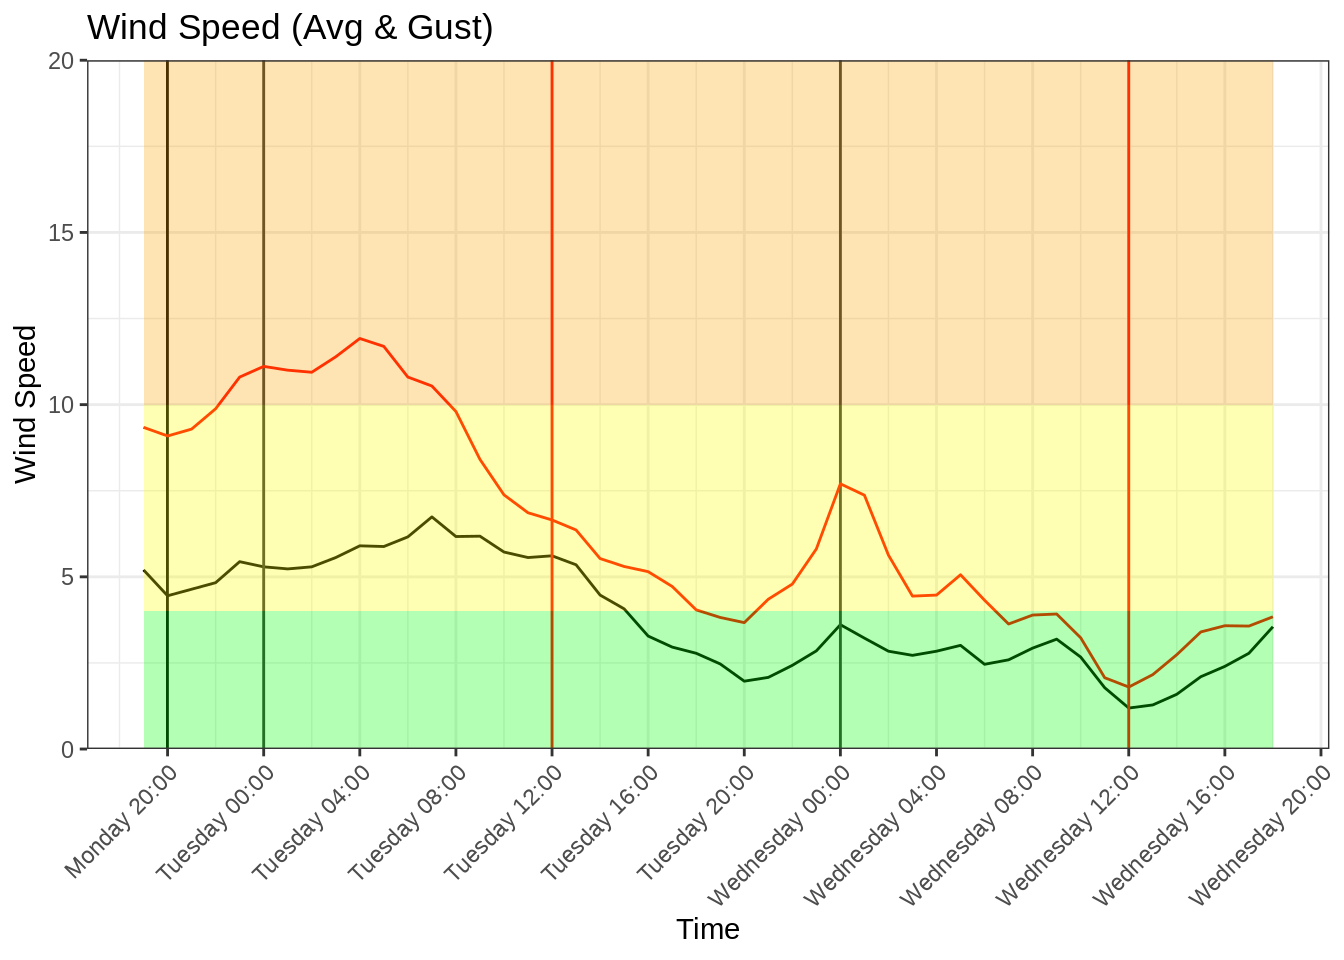 Wind Speed (Avg & Gust)
Wind Speed
20
15
10
5
0
Monday 20:00
Tuesday 00:00
Tuesday 04:00
Tuesday 08:00
Tuesday 12:00
Tuesday 16:00
Tuesday 20:00
Wednesday 00:00
Wednesday 04:00
Wednesday 08:00
Wednesday 12:00
Wednesday 16:00
Wednesday 20:00
Time